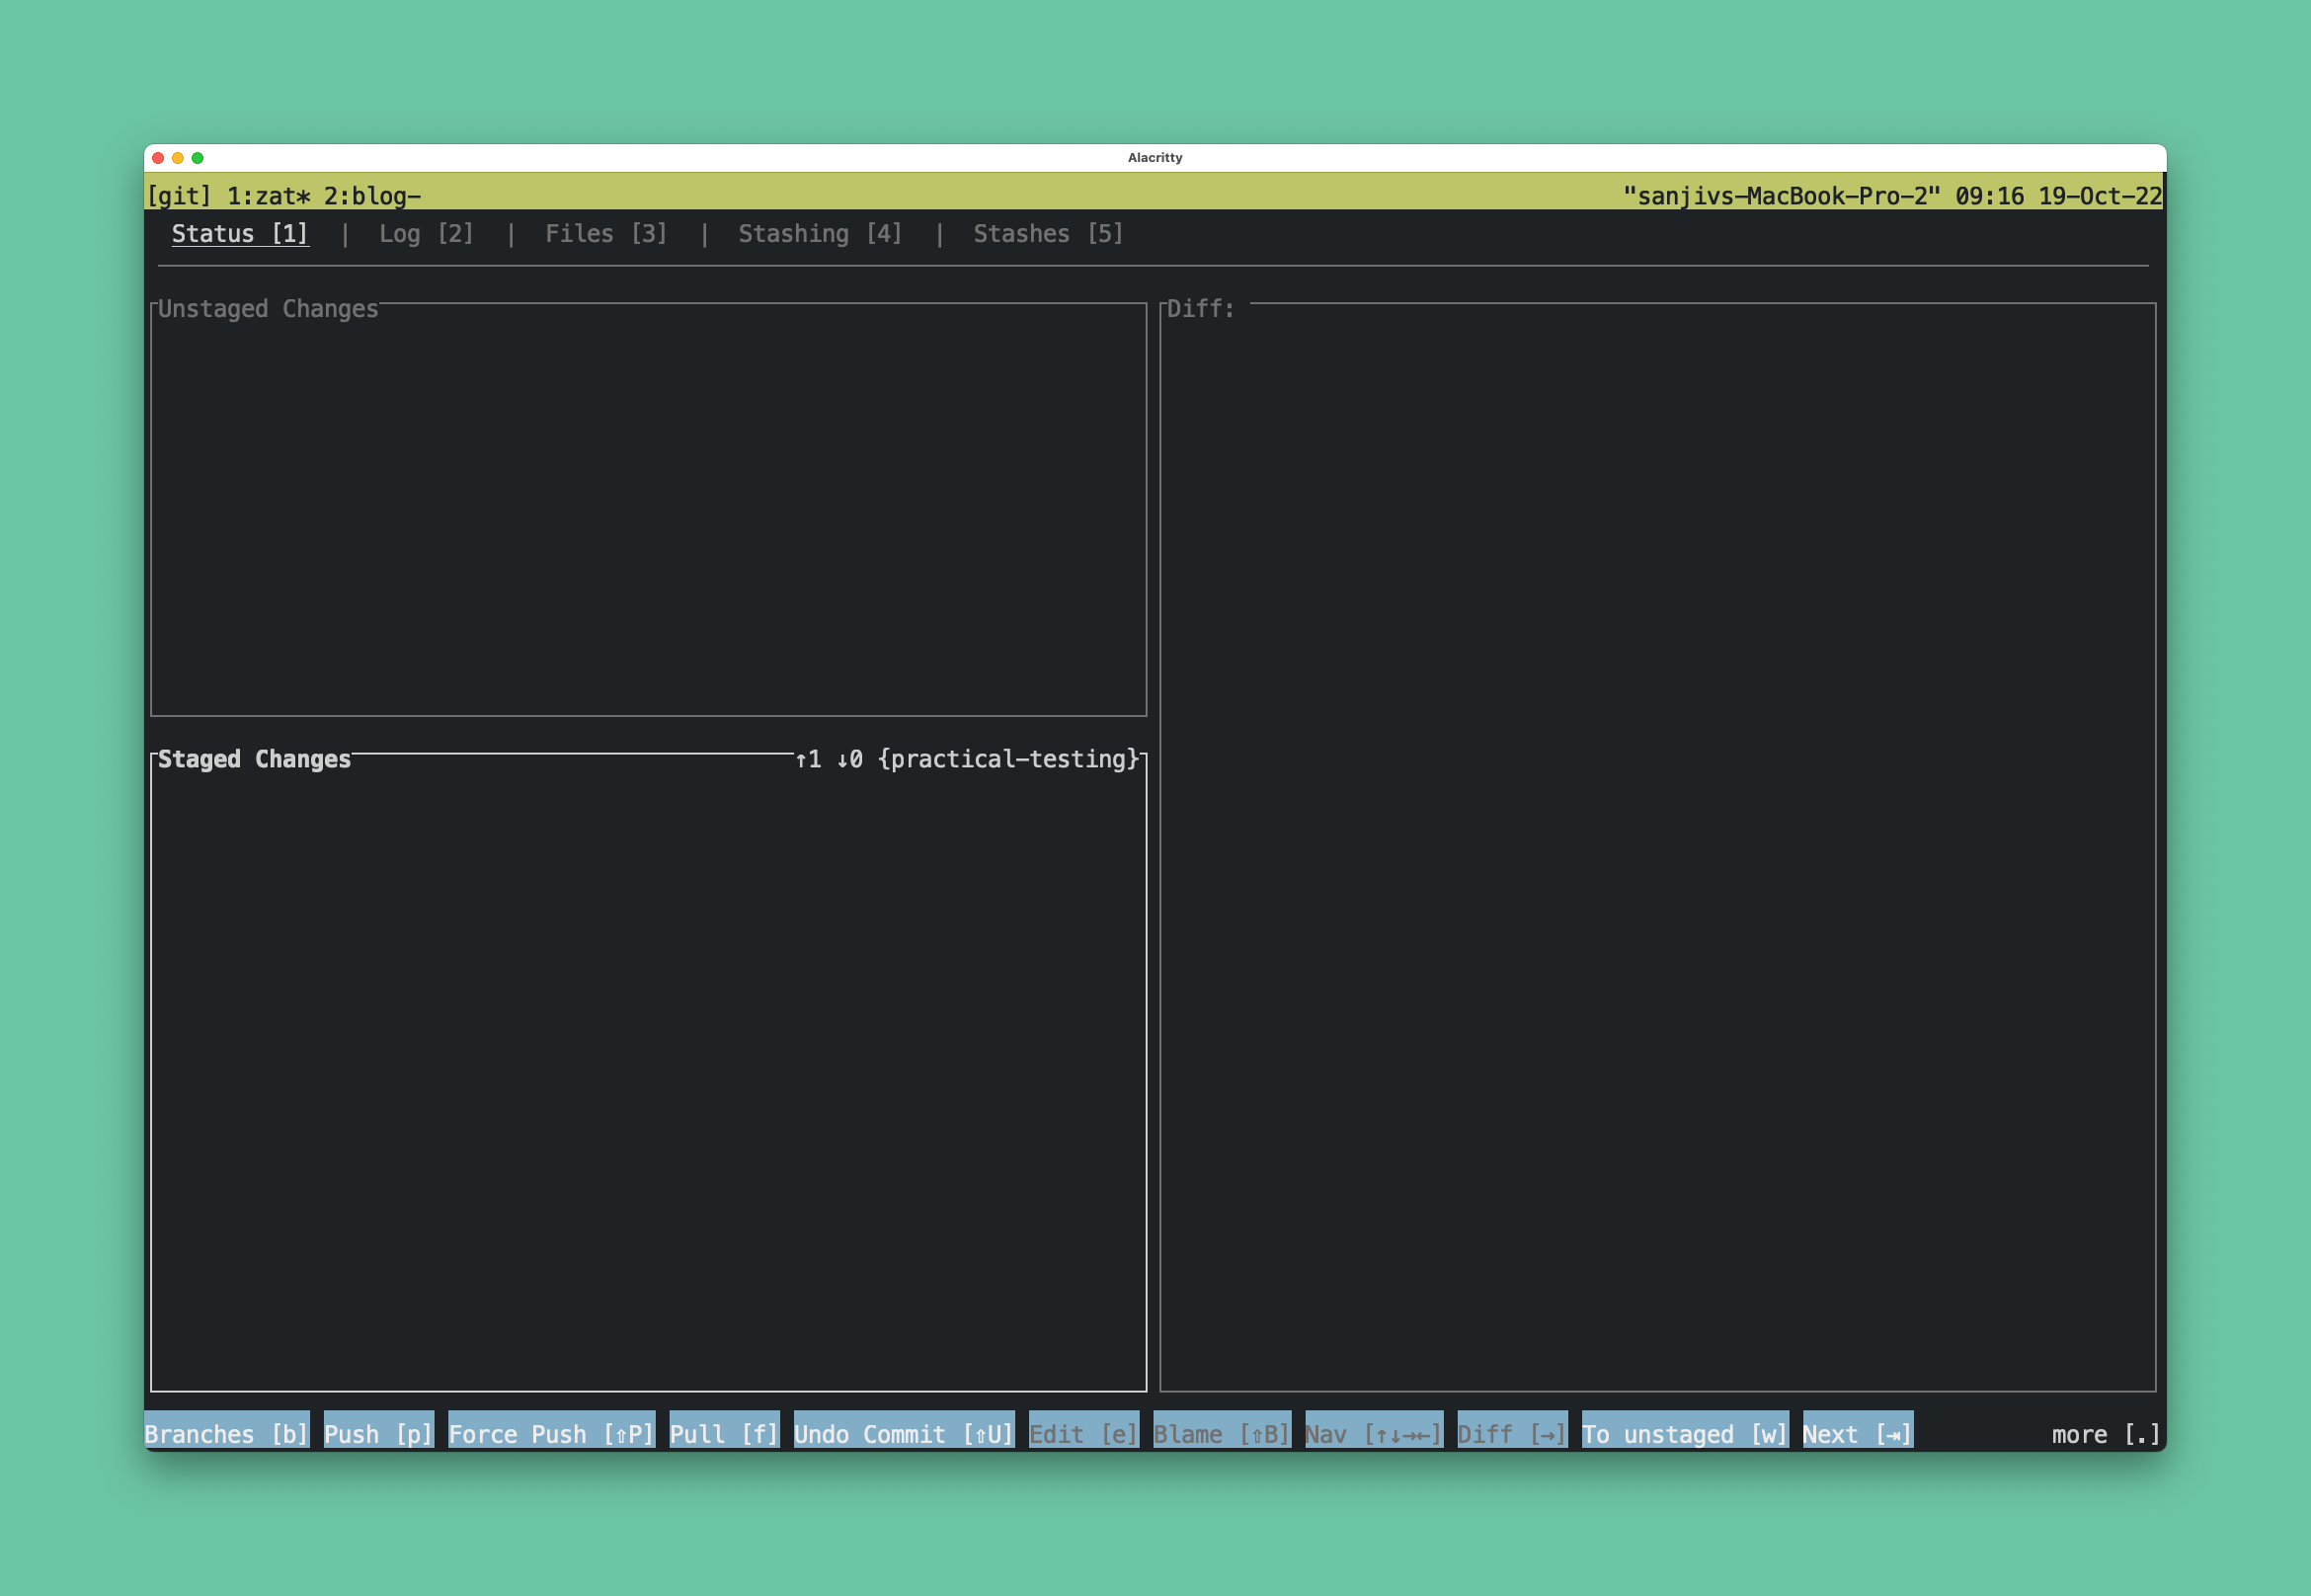 Alacritty
[git] 1:zat* 2:blog- "sanjivs-MacBook-Pro-2" 09:16 19-Oct-22
Status [1] | Log [2] | Files [3] | Stashing [4] | Stashes [5]
Unstaged Changes
Diff:
Staged Changes ↑1 ↓0 {practical-testing}
Branches [b] Push [p] Force Push [⇧P] Pull [f] Undo Commit [⇧U] Edit [e] Blame [⇧B] Nav [↑↓→←] Diff [→] To unstaged [w] Next [⇥] more [.]